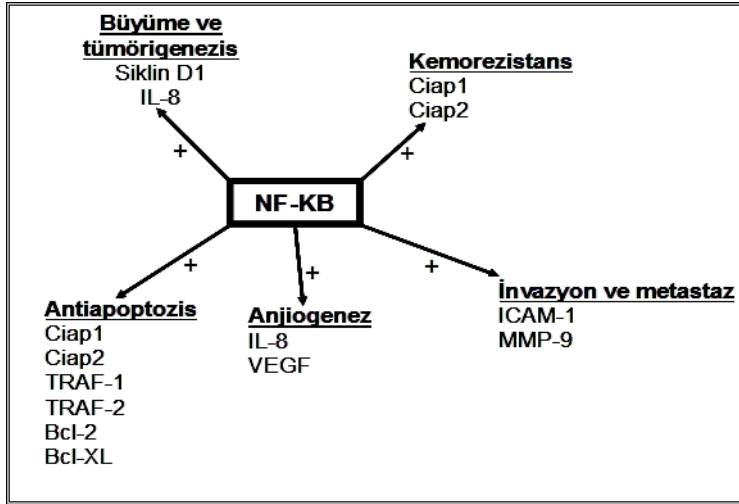 Büyüme ve
tümörigenezis
Siklin D1
IL-8
Kemorezistans
Ciap1
Ciap2
+
+
NF-KB
+
+
+
Antiapoptozis
Ciap1
Ciap2
TRAF-1
TRAF-2
Bcl-2
Bcl-XL
Anjiogenez
IL-8
VEGF
İnvazyon ve metastaz
ICAM-1
MMP-9